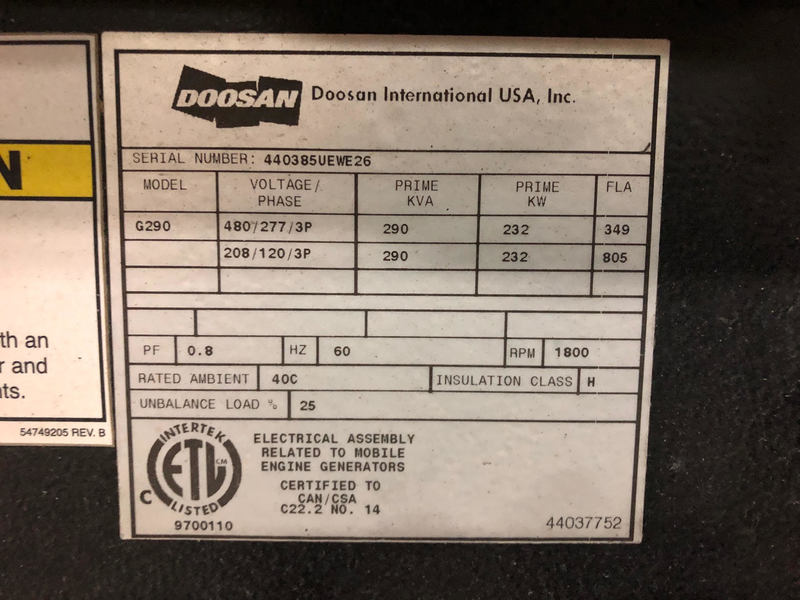 DOOSAN Doosan International USA, Inc.
SERIAL NUMBER: 440385UEWE26
MODEL VOLTAGE/ PHASE PRIME KVA PRIME KW FLA
G290 480/277/3P 290 232 349
208/120/3P 290 232 805
PF 0.8 HZ 60 RPM 1800
RATED AMBIENT 40C INSULATION CLASS H
UNBALANCE LOAD % 25
INTERTEK
ETL CM
LISTED
C
9700110
ELECTRICAL ASSEMBLY
RELATED TO MOBILE
ENGINE GENERATORS
CERTIFIED TO
CAN/CSA
C22.2 NO. 14
44037752
N
th an
r and
ts.
54749205 REV. B